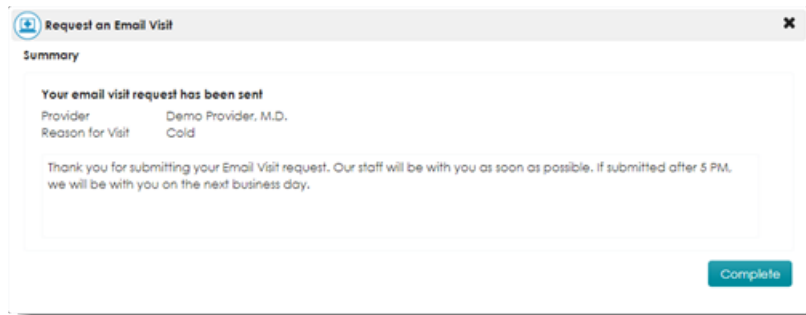 Request an Email Visit
Summary
Your email visit request has been sent
Provider Demo Provider, M.D.
Reason for Visit Cold
Thank you for submitting your Email Visit request. Our staff will be with you as soon as possible. If submitted after 5 PM,
we will be with you on the next business day.
Complete